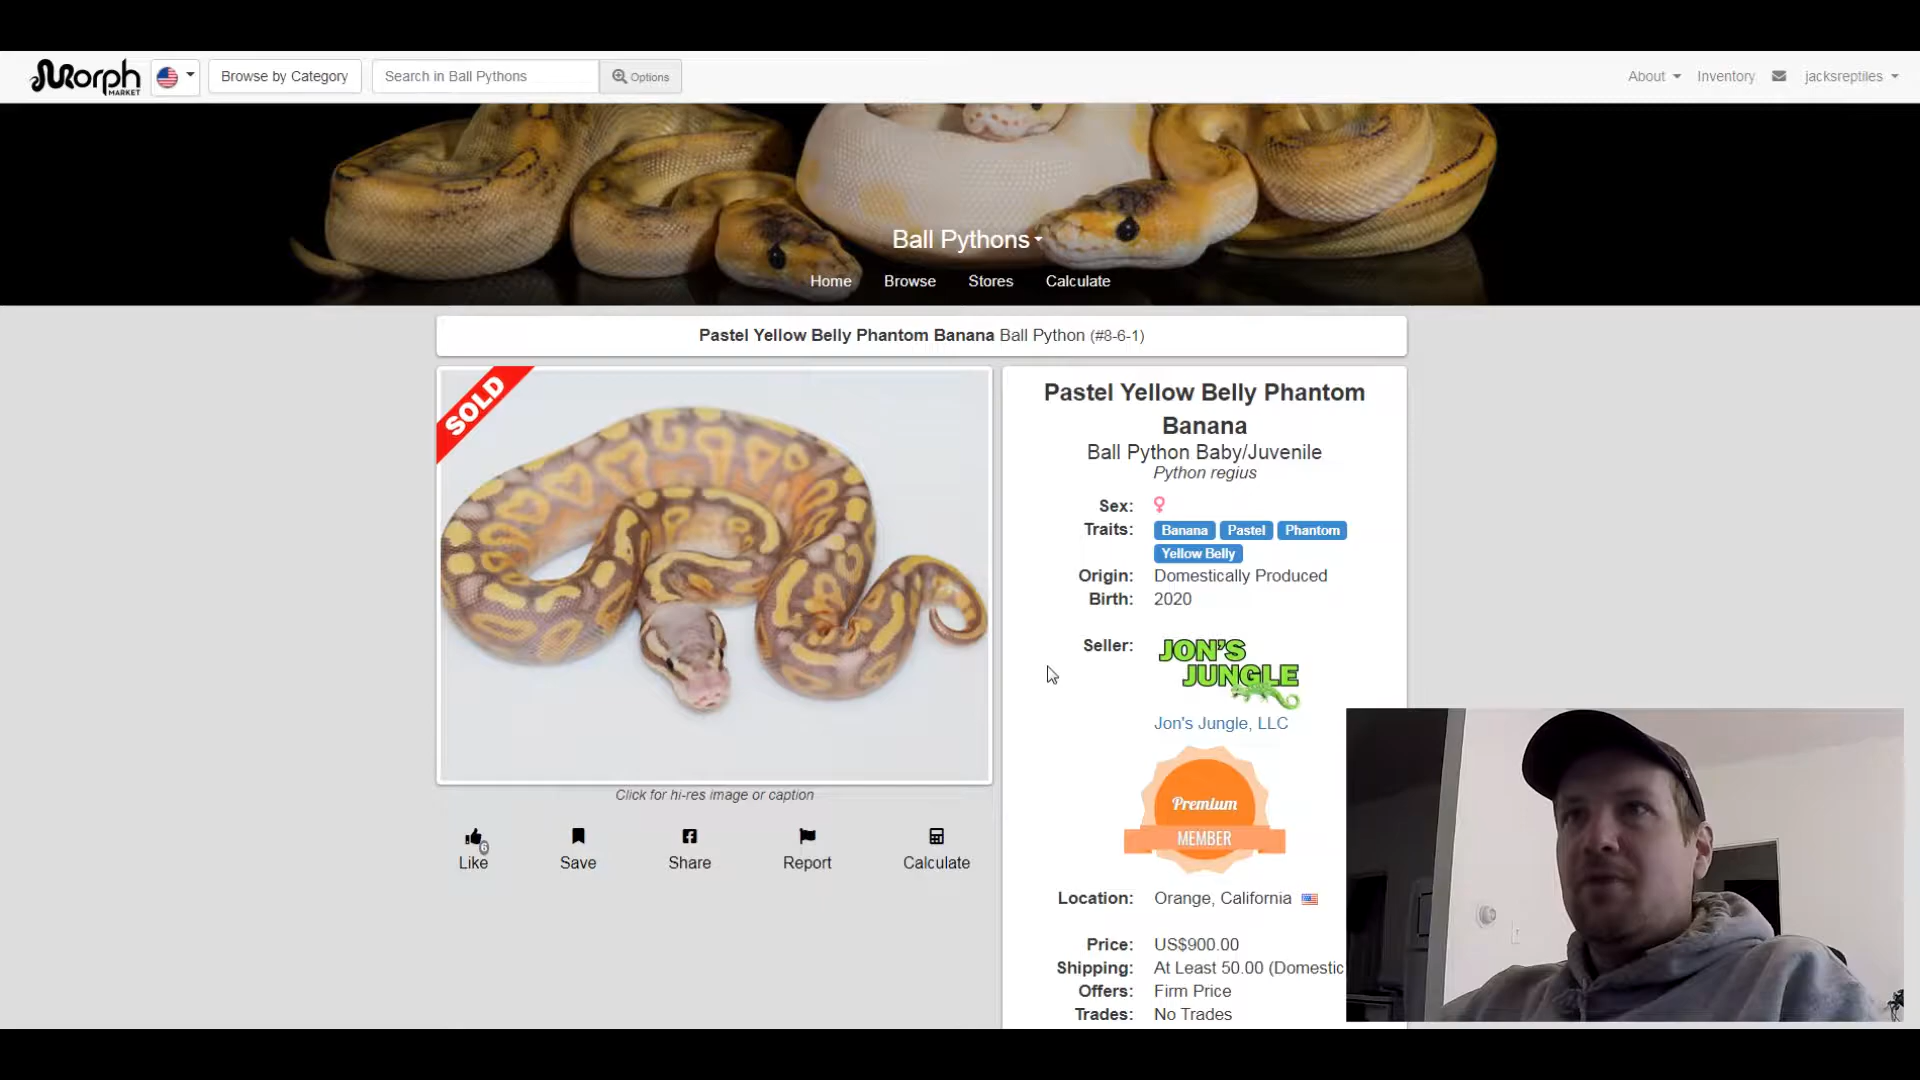 Morph
MARKET
Browse by Category
Search in Ball Pythons
Options
About
Inventory
jacksreptiles
Ball Pythons
Home
Browse
Stores
Calculate
Pastel Yellow Belly Phantom Banana Ball Python (#8-6-1)
SOLD
Click for hi-res image or caption
6
Like
Save
Share
Report
Calculate
Pastel Yellow Belly Phantom
Banana
Ball Python Baby/Juvenile
Python regius
Sex: ♀
Traits: Banana Pastel Phantom
Yellow Belly
Origin: Domestically Produced
Birth: 2020
Seller: JON'S
JUNGLE
Jon's Jungle, LLC
Premium
MEMBER
Location: Orange, California
Price: US$900.00
Shipping: At Least 50.00 (Domestic
Offers: Firm Price
Trades: No Trades